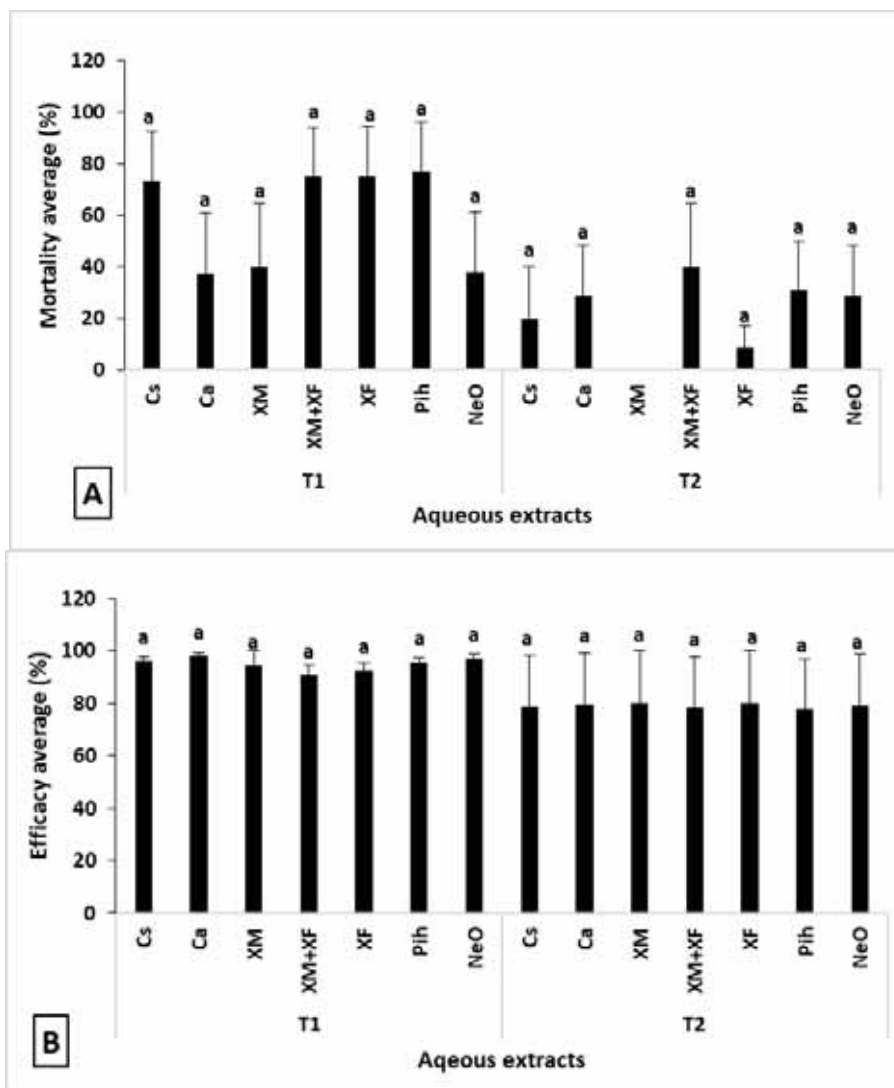 120
100
80
60
40
20
0
Mortality average (%)
a a a a a a a a a a a a a
Cs Ca XM XM+XF XF Pih NeO Cs Ca XM XM+XF XF Pih NeO
T1 T2
A
Aqueous extracts
120
100
80
60
40
20
0
Efficacy average (%)
a a a a a a a a a a a a a a
Cs Ca XM XM+XF XF Pih NeO Cs Ca XM XM+XF XF Pih NeO
T1 T2
B
Aqeous extracts